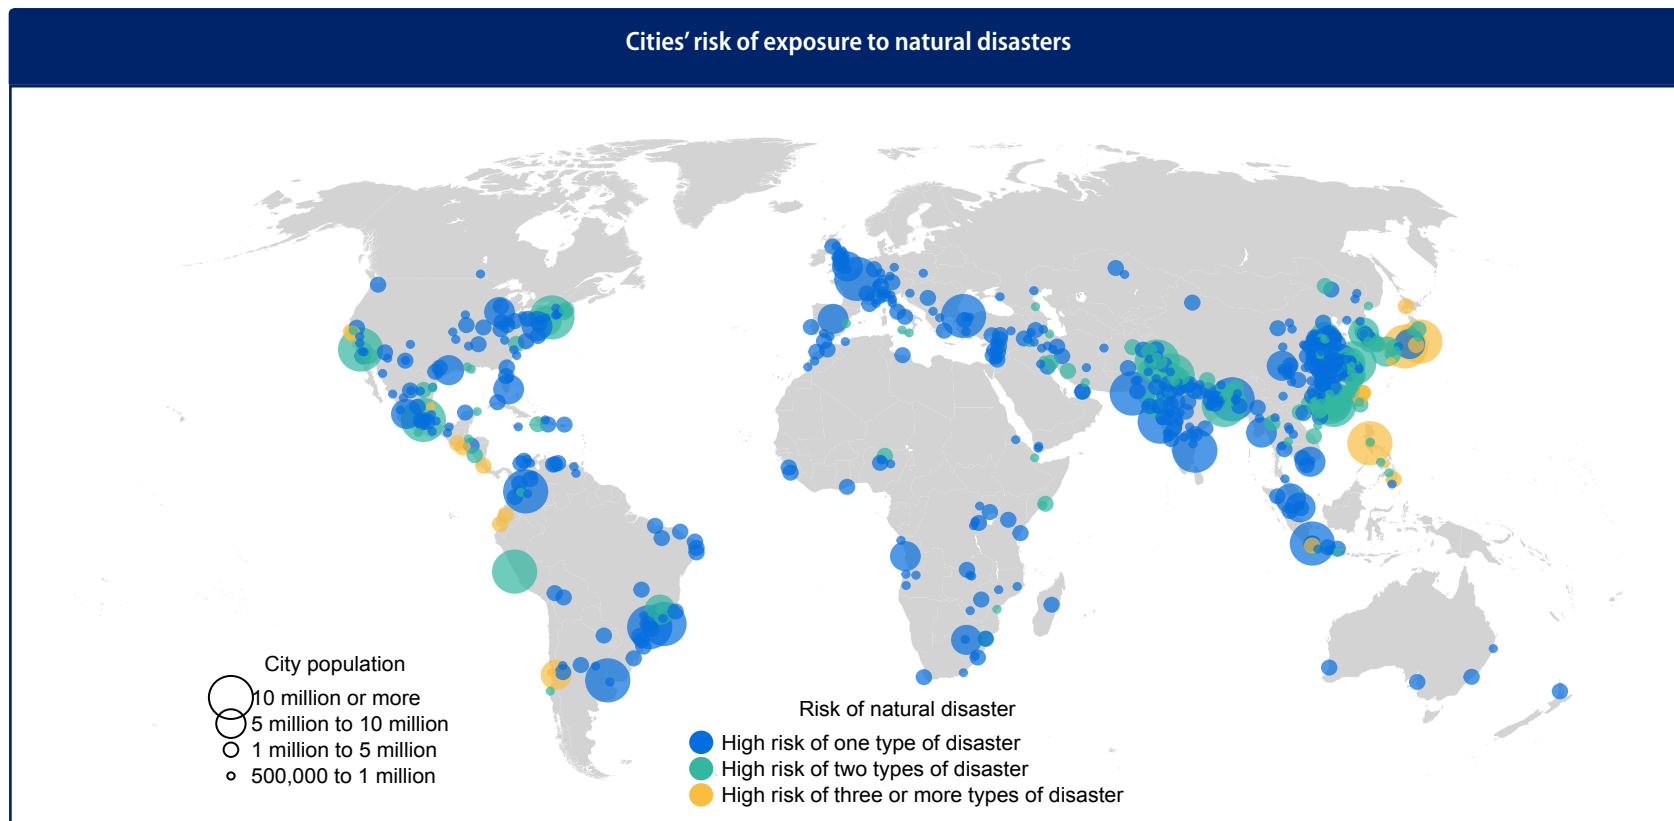 Cities' risk of exposure to natural disasters
City population
10 million or more
5 million to 10 million
1 million to 5 million
500,000 to 1 million
Risk of natural disaster
High risk of one type of disaster
High risk of two types of disaster
High risk of three or more types of disaster